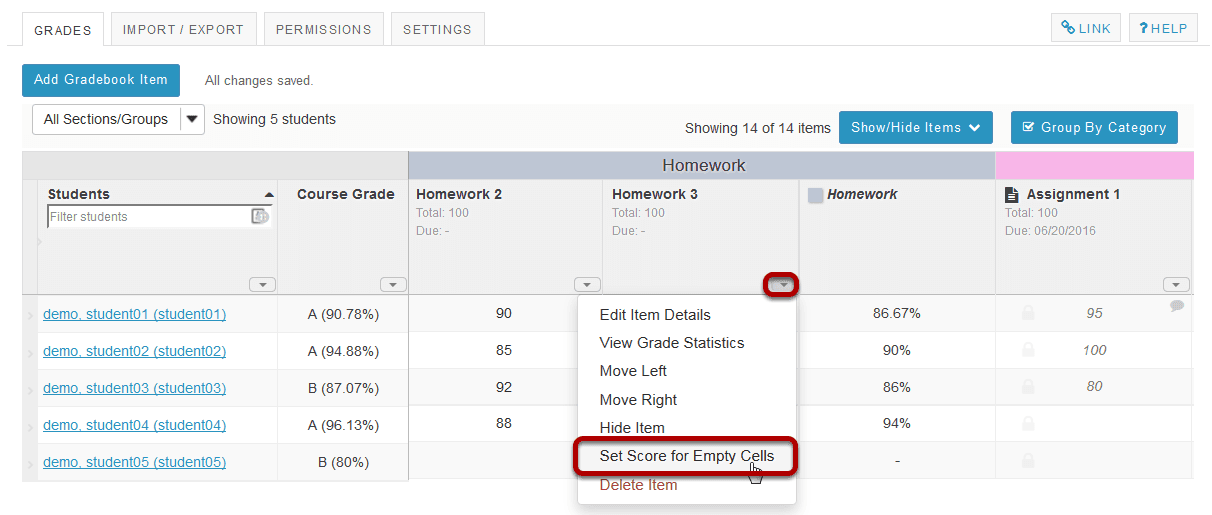 GRADES IMPORT / EXPORT PERMISSIONS SETTINGS LINK ? HELP
Add Gradebook Item All changes saved.
All Sections/Groups Showing 5 students
Showing 14 of 14 items Show/Hide Items Group By Category
Homework
Students Course Grade Homework 2 Homework 3 Homework Assignment 1
Filter students Total: 100 Total: 100 Total: 100
Due: - Due: - Due: 06/20/2016
demo, student01 (student01) A (90.78%) 90 Edit Item Details 86.67% 95
View Grade Statistics
demo, student02 (student02) A (94.88%) 85 90% 100
Move Left
demo, student03 (student03) B (87.07%) 92 86% 80
Move Right
demo, student04 (student04) A (96.13%) 88 Hide Item 94%
Set Score for Empty Cells
demo, student05 (student05) B (80%) -
Delete Item